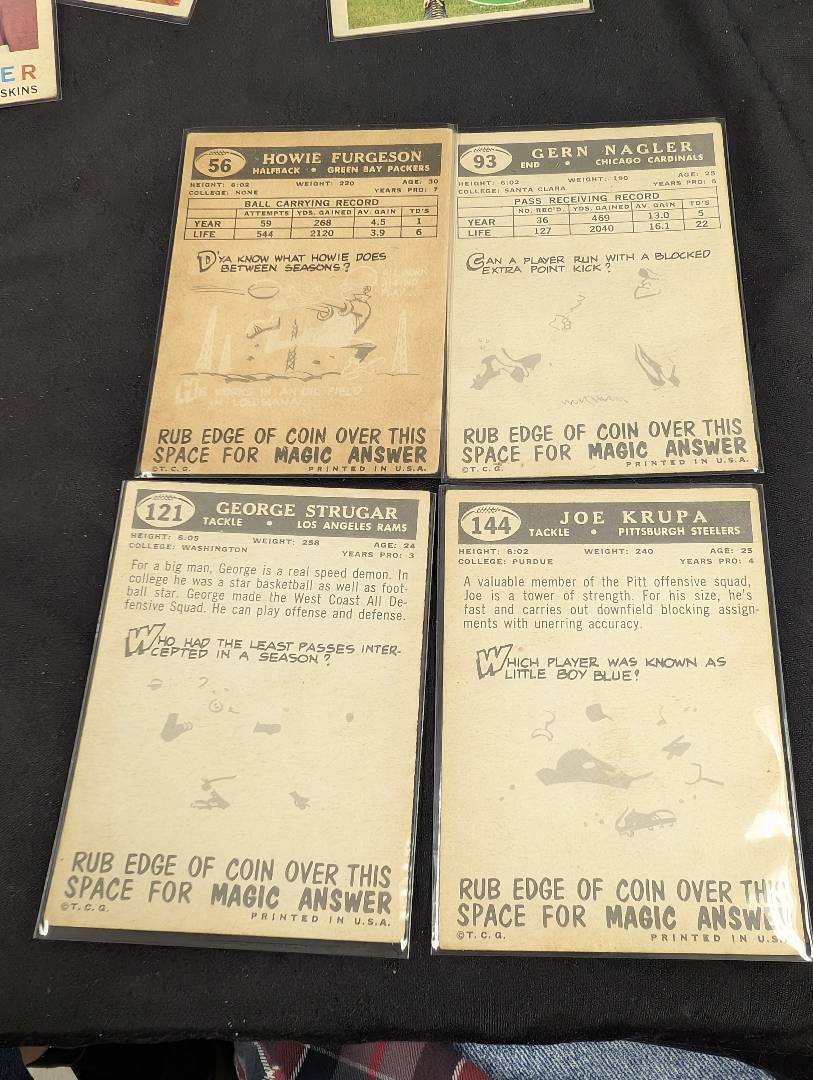 ER
SKINS
56 HOWIE FURGESON
HALFBACK • GREEN BAY PACKERS
HEIGHT: 6:02 WEIGHT: 220 AGE: 30
COLLEGE: NONE YEARS PRO: 7
BALL CARRYING RECORD
ATTEMPTS YDS. GAINED AV. GAIN TD'S
YEAR 59 268 4.5 1
LIFE 544 2120 3.9 6
D'YA KNOW WHAT HOWIE DOES
BETWEEN SEASONS?
HE WORKS IN AN OIL FIELD
IN LOUISIANA.
RUB EDGE OF COIN OVER THIS
SPACE FOR MAGIC ANSWER
©T.C.G. PRINTED IN U.S.A.
93 GERN NAGLER
END • CHICAGO CARDINALS
HEIGHT: 6:02 WEIGHT: 190 AGE: 25
COLLEGE: SANTA CLARA YEARS PRO: 6
PASS RECEIVING RECORD
NO. REC'D. YDS. GAINED AV. GAIN TD'S
YEAR 36 469 13.0 5
LIFE 127 2040 16.1 22
CAN A PLAYER RUN WITH A BLOCKED
EXTRA POINT KICK?
RUB EDGE OF COIN OVER THIS
SPACE FOR MAGIC ANSWER
©T.C.G. PRINTED IN U.S.A.
121 GEORGE STRUGAR
TACKLE • LOS ANGELES RAMS
HEIGHT: 6:05 WEIGHT: 258 AGE: 24
COLLEGE: WASHINGTON YEARS PRO: 3
For a big man, George is a real speed demon. In
college he was a star basketball as well as foot-
ball star. George made the West Coast All De-
fensive Squad. He can play offense and defense.
WHO HAD THE LEAST PASSES INTER-
CEPTED IN A SEASON?
RUB EDGE OF COIN OVER THIS
SPACE FOR MAGIC ANSWER
©T.C.G. PRINTED IN U.S.A.
144 JOE KRUPA
TACKLE • PITTSBURGH STEELERS
HEIGHT: 6:02 WEIGHT: 240 AGE: 25
COLLEGE: PURDUE YEARS PRO: 4
A valuable member of the Pitt offensive squad,
Joe is a tower of strength. For his size, he's
fast and carries out downfield blocking assign-
ments with unerring accuracy.
WHICH PLAYER WAS KNOWN AS
LITTLE BOY BLUE?
RUB EDGE OF COIN OVER THIS
SPACE FOR MAGIC ANSWE
©T.C.G. PRINTED IN U.S.